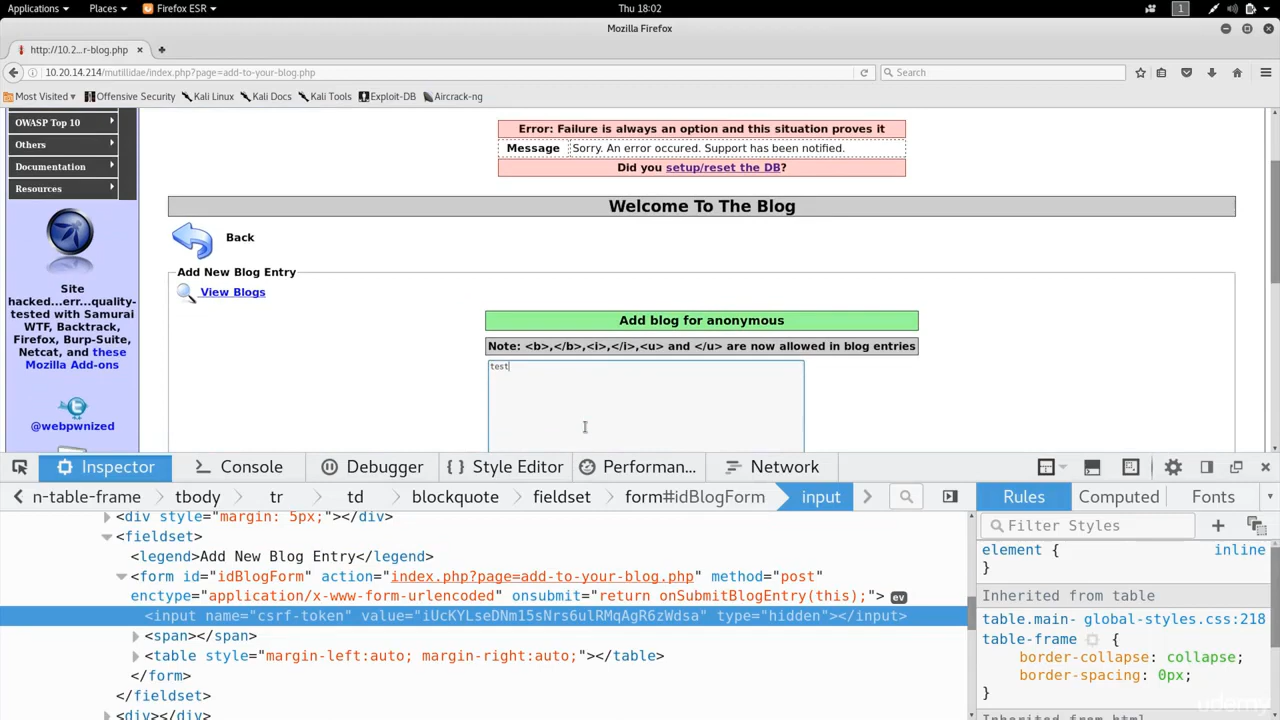 Applications ▾ Places ▾ Firefox ESR ▾ Thu 18:02 1
Mozilla Firefox
http://10.2...r-blog.php
10.20.14.214/mutillidae/index.php?page=add-to-your-blog.php Search
Most Visited ▾ Offensive Security Kali Linux Kali Docs Kali Tools Exploit-DB Aircrack-ng
OWASP Top 10
Others
Documentation
Resources
Site
hacked...err...quality-
tested with Samurai
WTF, Backtrack,
Firefox, Burp-Suite,
Netcat, and these
Mozilla Add-ons
@webpwnized
Error: Failure is always an option and this situation proves it
Message Sorry. An error occured. Support has been notified.
Did you setup/reset the DB?
Welcome To The Blog
Back
Add New Blog Entry
View Blogs
Add blog for anonymous
Note: <b>,</b>,<i>,</i>,<u> and </u> are now allowed in blog entries
test
Inspector Console Debugger { } Style Editor Performan... Network
n-table-frame tbody tr td blockquote fieldset form#idBlogForm input
<div style="margin: 5px;"></div>
<fieldset>
<legend>Add New Blog Entry</legend>
<form id="idBlogForm" action="index.php?page=add-to-your-blog.php" method="post"
enctype="application/x-www-form-urlencoded" onsubmit="return onSubmitBlogEntry(this);"> ev
<input name="csrf-token" value="iUcKYLseDNm15sNrs6ulRMqAgR6zWdsa" type="hidden"></input>
<span></span>
<table style="margin-left:auto; margin-right:auto;"></table>
</form>
</fieldset>
<div></div>
Rules Computed Fonts
Filter Styles +
element { inline
}
Inherited from table
table.main- global-styles.css:218
table-frame {
border-collapse: collapse;
border-spacing: 0px;
}
Inherited from html
udemy